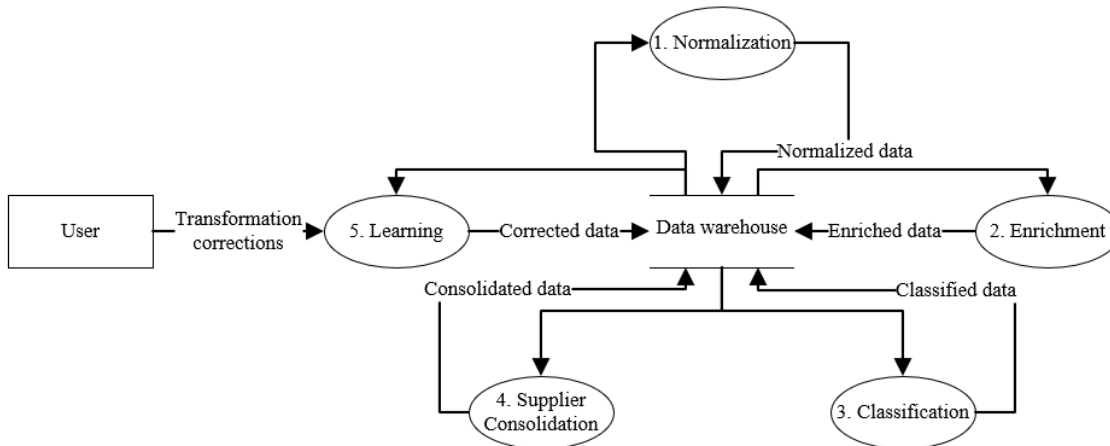 1. Normalization
Normalized data
User
Transformation
corrections
5. Learning
Corrected data
Data warehouse
Enriched data
2. Enrichment
Consolidated data
Classified data
4. Supplier
Consolidation
3. Classification